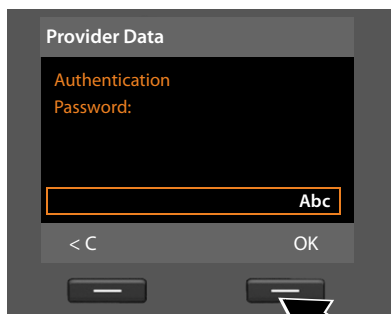 Provider Data
Authentication
Password:
Abc
< C OK